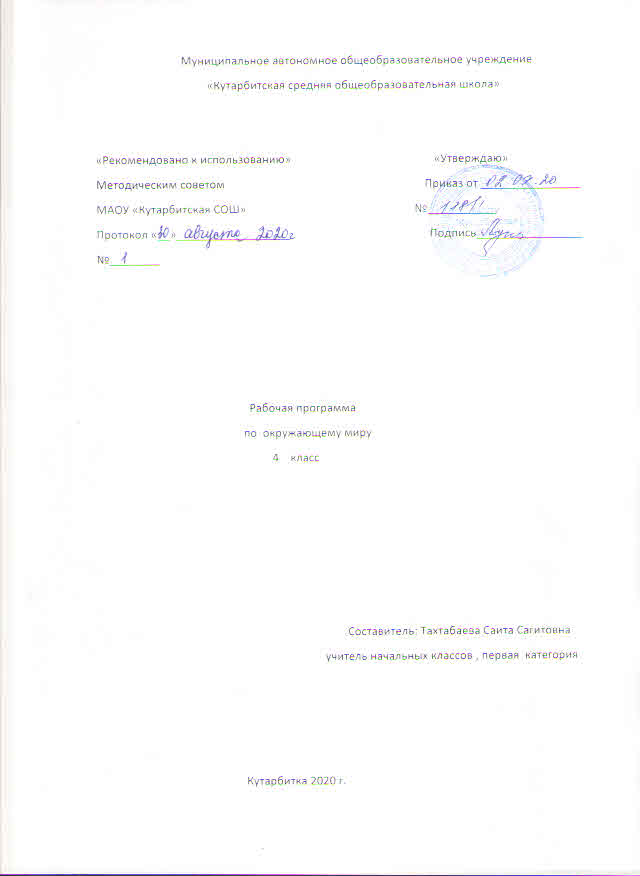 Муниципальное автономное общеобразовательное учреждение
«Кутарбитская средняя общеобразовательная школа»
«Рекомендовано к использованию» «Утверждаю»
Методическим советом Приказ от 02.09.20
МАОУ «Кутарбитская СОШ» №
Протокол «30» августа 2020г Подпись
№ 1
Рабочая программа
по окружающему миру
4 класс
Составитель: Тахтабаева Саита Сагитовна
учитель начальных классов , первая категория
Кутарбитка 2020 г.